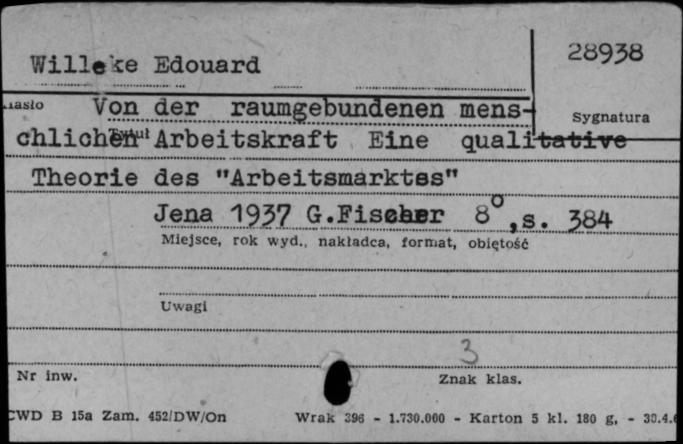 28938
Willeke Edouard
Hasło Von der raumgebundenen mens-
Sygnatura
chlichen Arbeitskraft Eine qualitative
Tytuł
Theorie des "Arbeitsmarktes"
Jena 1937 G.Fischer 8°, s. 384
Miejsce, rok wyd., nakładca, format, objętość
Uwagi
3
Nr inw.
Znak klas.
CWD B 15a Zam. 452/DW/On Wrak 396 - 1.730.000 - Karton 5 kl. 180 g, - 30.4.